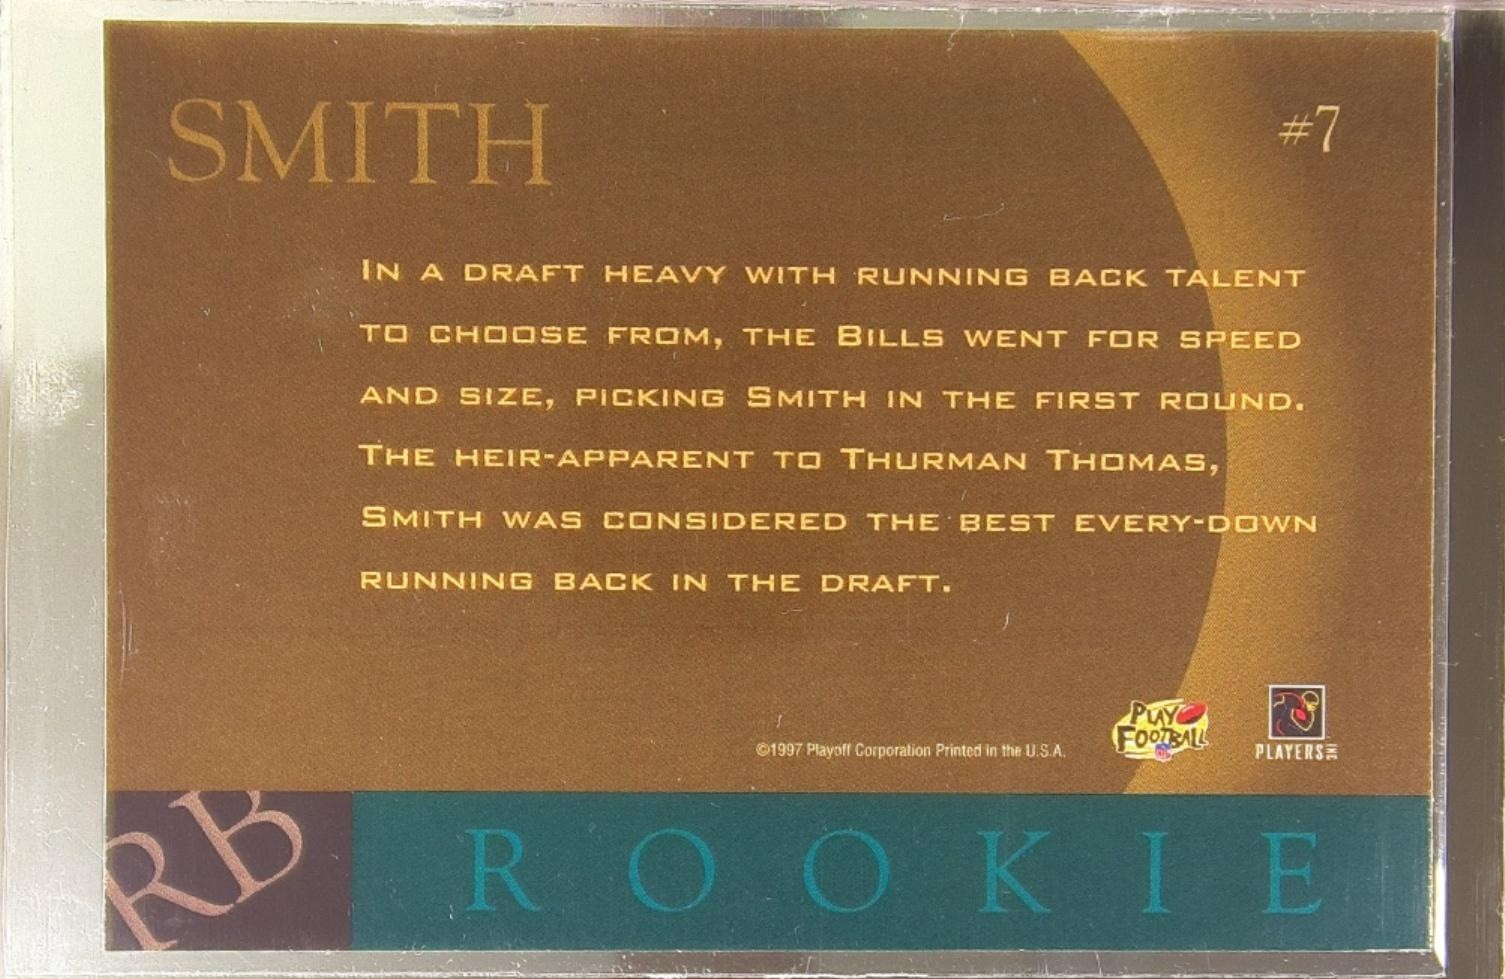 SMITH
#7
In a draft heavy with running back talent
to choose from, the Bills went for speed
and size, picking Smith in the first round.
The heir-apparent to Thurman Thomas,
Smith was considered the best every-down
running back in the draft.
©1997 Playoff Corporation Printed in the U.S.A.
PLAY
FOOTBALL
NFL
PLAYERS INC
RB
ROOKIE